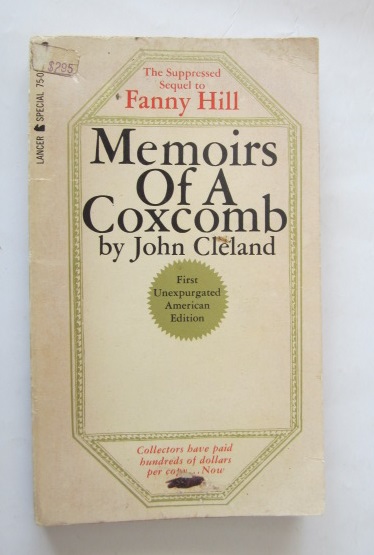 $2.95
LANCER SPECIAL 75-0
The Suppressed
Sequel to
Fanny Hill
Memoirs
Of A
Coxcomb
by John Cleland
First
Unexpurgated
American
Edition
Collectors have paid
hundreds of dollars
per copy...Now